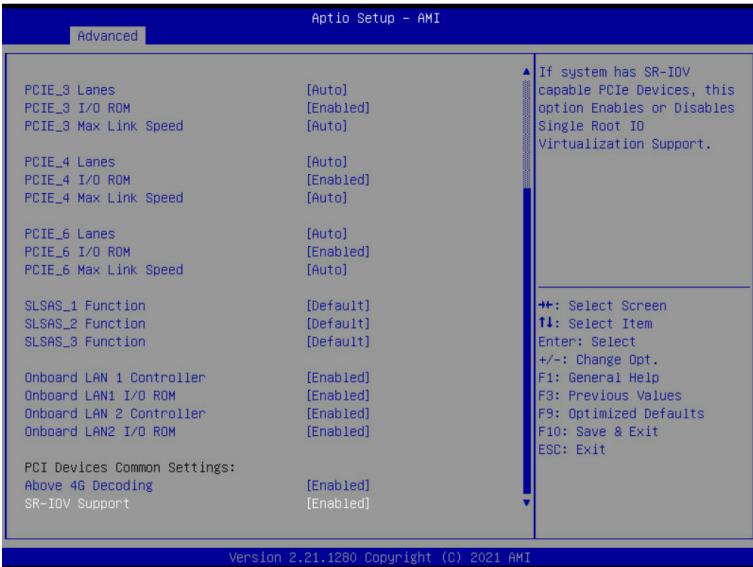 Aptio Setup – AMI
Advanced
PCIE_3 Lanes [Auto]
PCIE_3 I/O ROM [Enabled]
PCIE_3 Max Link Speed [Auto]
PCIE_4 Lanes [Auto]
PCIE_4 I/O ROM [Enabled]
PCIE_4 Max Link Speed [Auto]
PCIE_6 Lanes [Auto]
PCIE_6 I/O ROM [Enabled]
PCIE_6 Max Link Speed [Auto]
SLSAS_1 Function [Default]
SLSAS_2 Function [Default]
SLSAS_3 Function [Default]
Onboard LAN 1 Controller [Enabled]
Onboard LAN1 I/O ROM [Enabled]
Onboard LAN 2 Controller [Enabled]
Onboard LAN2 I/O ROM [Enabled]
PCI Devices Common Settings:
Above 4G Decoding [Enabled]
SR-IOV Support [Enabled]
If system has SR-IOV
capable PCIe Devices, this
option Enables or Disables
Single Root IO
Virtualization Support.
→←: Select Screen
↑↓: Select Item
Enter: Select
+/-: Change Opt.
F1: General Help
F3: Previous Values
F9: Optimized Defaults
F10: Save & Exit
ESC: Exit
Version 2.21.1280 Copyright (C) 2021 AMI